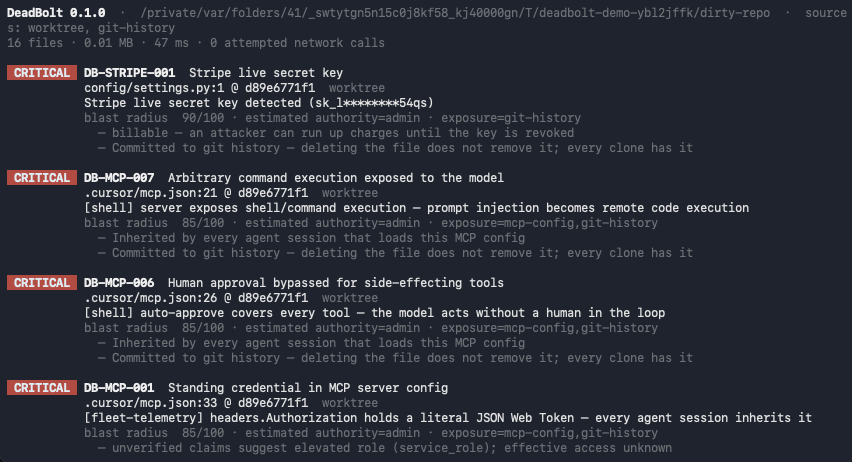 DeadBolt 0.1.0 · /private/var/folders/41/_swtytgn5n15c0j8kf58_kj40000gn/T/deadbolt-demo-ybl2jffk/dirty-repo · source
s: worktree, git-history
16 files · 0.01 MB · 47 ms · 0 attempted network calls
CRITICAL DB-STRIPE-001 Stripe live secret key
config/settings.py:1 @ d89e6771f1 worktree
Stripe live secret key detected (sk_l********54qs)
blast radius 90/100 · estimated authority=admin · exposure=git-history
— billable — an attacker can run up charges until the key is revoked
— Committed to git history — deleting the file does not remove it; every clone has it
CRITICAL DB-MCP-007 Arbitrary command execution exposed to the model
.cursor/mcp.json:21 @ d89e6771f1 worktree
[shell] server exposes shell/command execution — prompt injection becomes remote code execution
blast radius 85/100 · estimated authority=admin · exposure=mcp-config,git-history
— Inherited by every agent session that loads this MCP config
— Committed to git history — deleting the file does not remove it; every clone has it
CRITICAL DB-MCP-006 Human approval bypassed for side-effecting tools
.cursor/mcp.json:26 @ d89e6771f1 worktree
[shell] auto-approve covers every tool — the model acts without a human in the loop
blast radius 85/100 · estimated authority=admin · exposure=mcp-config,git-history
— Inherited by every agent session that loads this MCP config
— Committed to git history — deleting the file does not remove it; every clone has it
CRITICAL DB-MCP-001 Standing credential in MCP server config
.cursor/mcp.json:33 @ d89e6771f1 worktree
[fleet-telemetry] headers.Authorization holds a literal JSON Web Token — every agent session inherits it
blast radius 85/100 · estimated authority=admin · exposure=mcp-config,git-history
— unverified claims suggest elevated role (service_role); effective access unknown